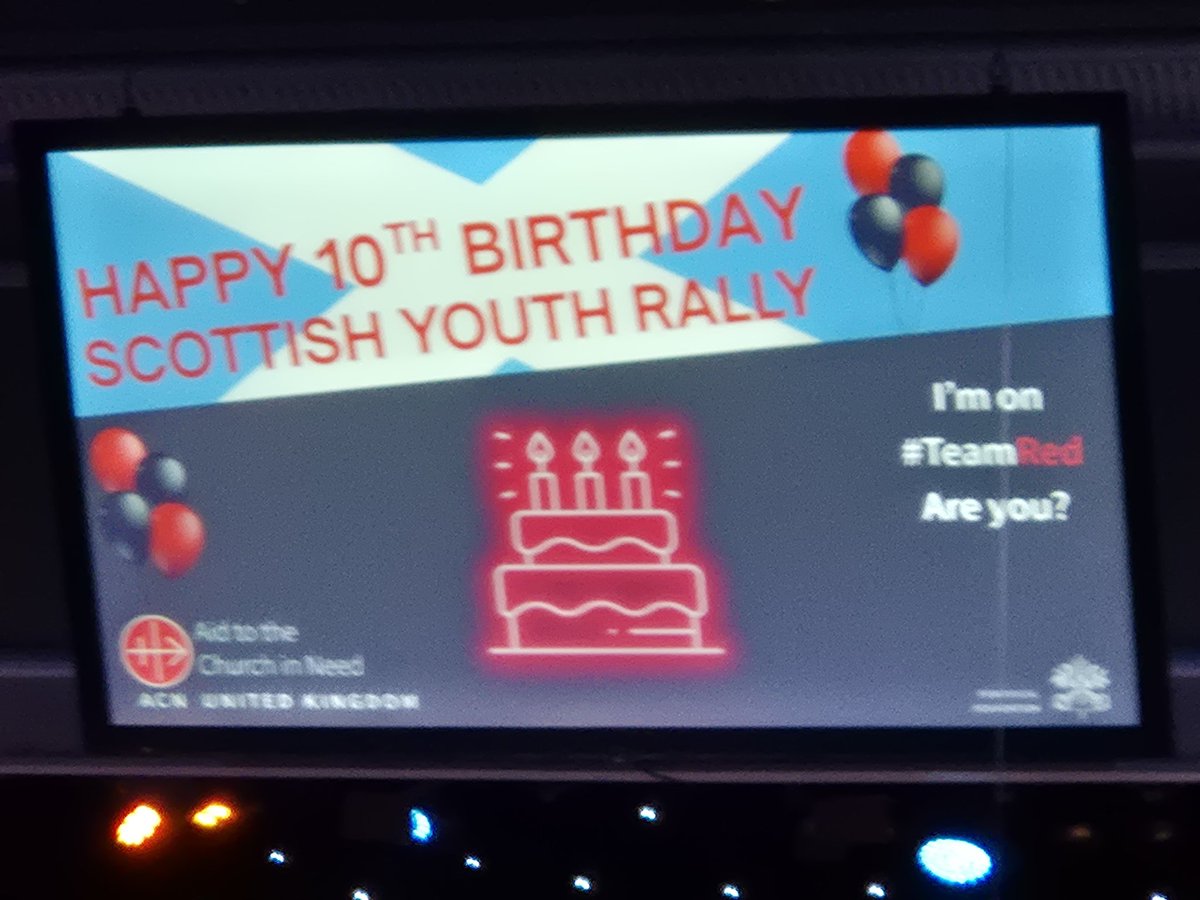 HAPPY 10TH BIRTHDAY
SCOTTISH YOUTH RALLY
I'm on
#TeamRed
Are you?
Aid to the
Church in Need
ACN UNITED KINGDOM